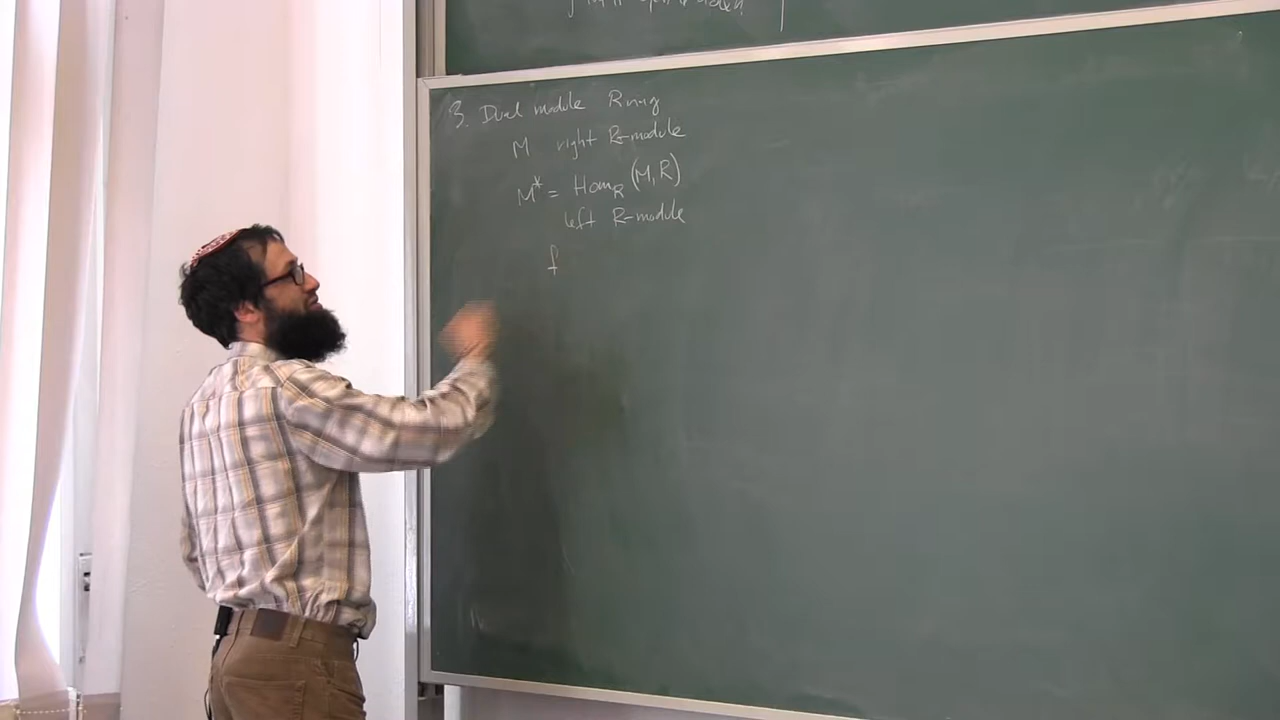 3. Dual module Ring
M right R-module
M* = Hom_R (M, R)
left R-module
f